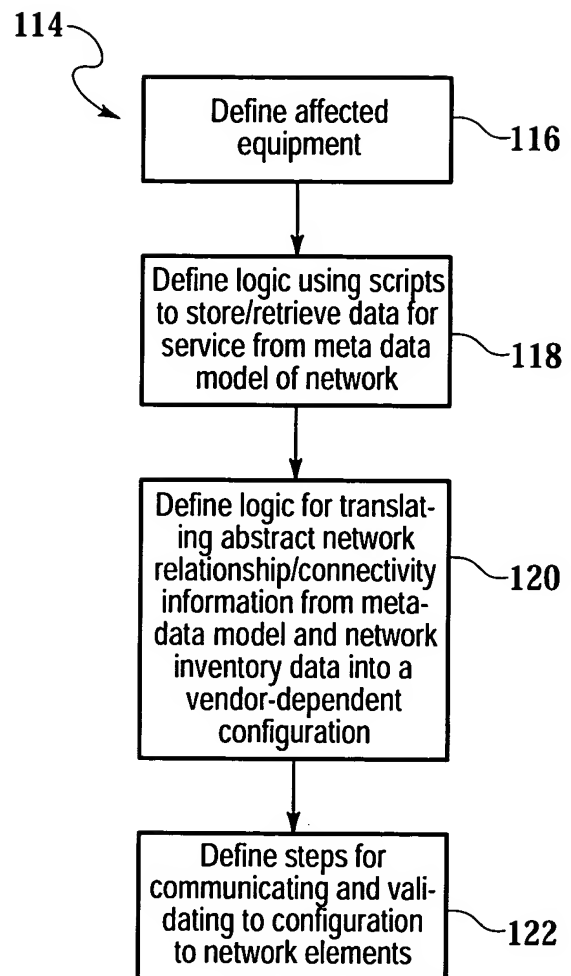 114
Define affected
equipment
116
Define logic using scripts
to store/retrieve data for
service from meta data
model of network
118
Define logic for translat-
ing abstract network
relationship/connectivity
information from meta-
data model and network
inventory data into a
vendor-dependent
configuration
120
Define steps for
communicating and vali-
dating to configuration
to network elements
122